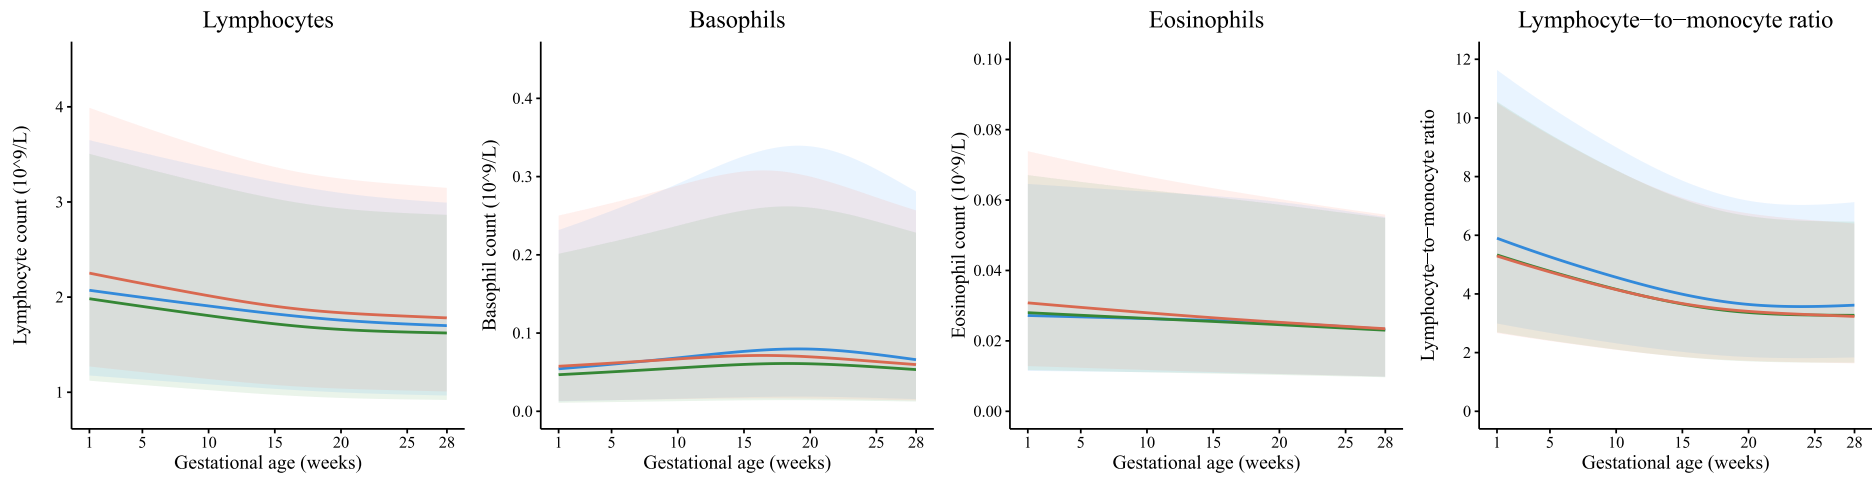 Lymphocytes
Lymphocyte count (10^9/L)
4
3
2
1
1 5 10 15 20 25 28
Gestational age (weeks)
Basophils
Basophil count (10^9/L)
0.4
0.3
0.2
0.1
0.0
1 5 10 15 20 25 28
Gestational age (weeks)
Eosinophils
Eosinophil count (10^9/L)
0.10
0.08
0.06
0.04
0.02
0.00
1 5 10 15 20 25 28
Gestational age (weeks)
Lymphocyte−to−monocyte ratio
Lymphocyte−to−monocyte ratio
12
10
8
6
4
2
0
1 5 10 15 20 25 28
Gestational age (weeks)